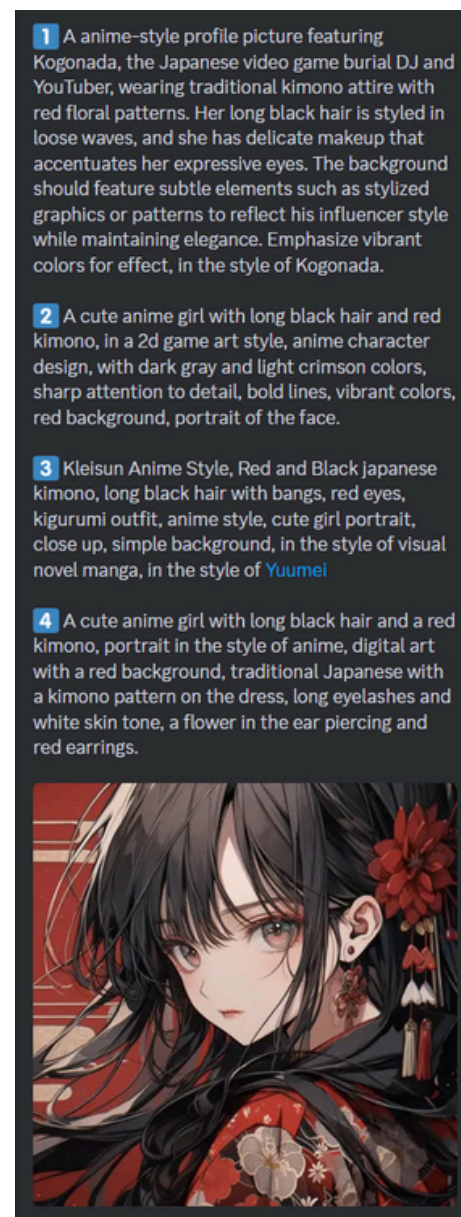 1 A anime-style profile picture featuring
Kogonada, the Japanese video game burial DJ and
YouTuber, wearing traditional kimono attire with
red floral patterns. Her long black hair is styled in
loose waves, and she has delicate makeup that
accentuates her expressive eyes. The background
should feature subtle elements such as stylized
graphics or patterns to reflect his influencer style
while maintaining elegance. Emphasize vibrant
colors for effect, in the style of Kogonada.
2 A cute anime girl with long black hair and red
kimono, in a 2d game art style, anime character
design, with dark gray and light crimson colors,
sharp attention to detail, bold lines, vibrant colors,
red background, portrait of the face.
3 Kleisun Anime Style, Red and Black japanese
kimono, long black hair with bangs, red eyes,
kigurumi outfit, anime style, cute girl portrait,
close up, simple background, in the style of visual
novel manga, in the style of Yuumei
4 A cute anime girl with long black hair and a red
kimono, portrait in the style of anime, digital art
with a red background, traditional Japanese with
a kimono pattern on the dress, long eyelashes and
white skin tone, a flower in the ear piercing and
red earrings.